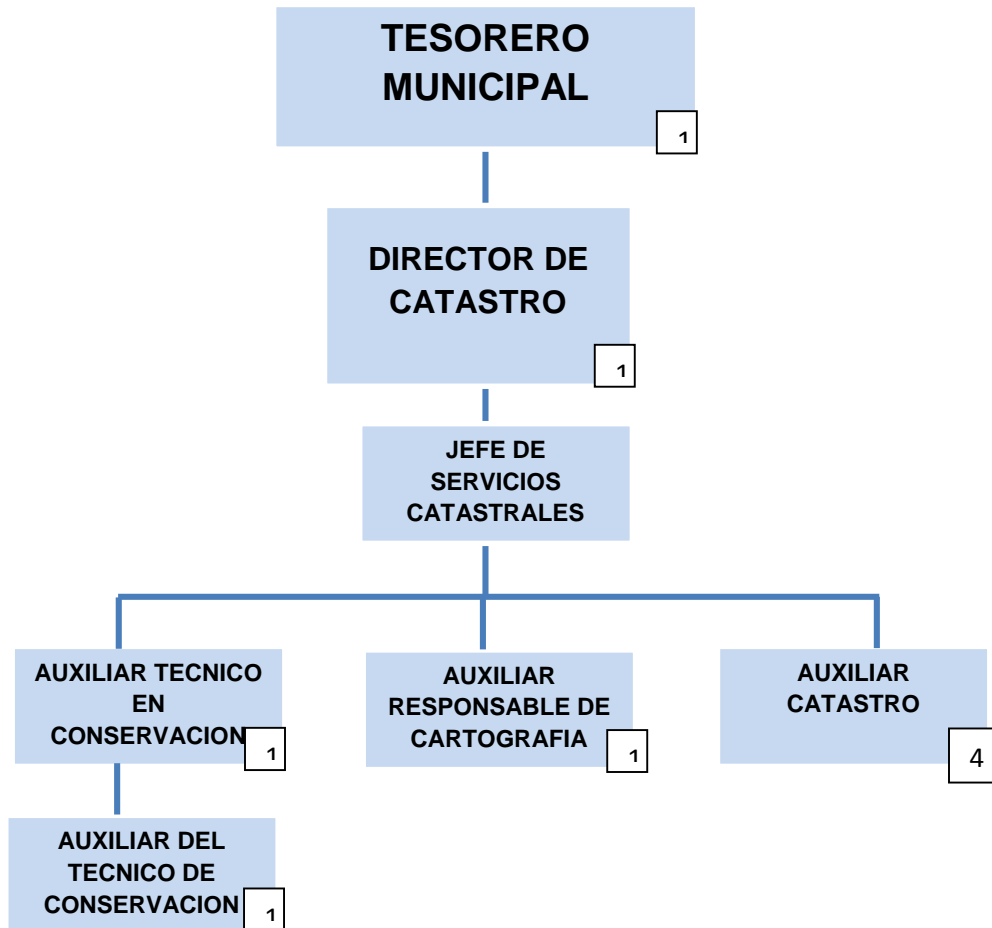 TESORERO
MUNICIPAL
1
DIRECTOR DE
CATASTRO
1
JEFE DE
SERVICIOS
CATASTRALES
AUXILIAR TECNICO
EN
CONSERVACION
1
AUXILIAR
RESPONSABLE DE
CARTOGRAFIA
1
AUXILIAR
CATASTRO
4
AUXILIAR DEL
TECNICO DE
CONSERVACION
1